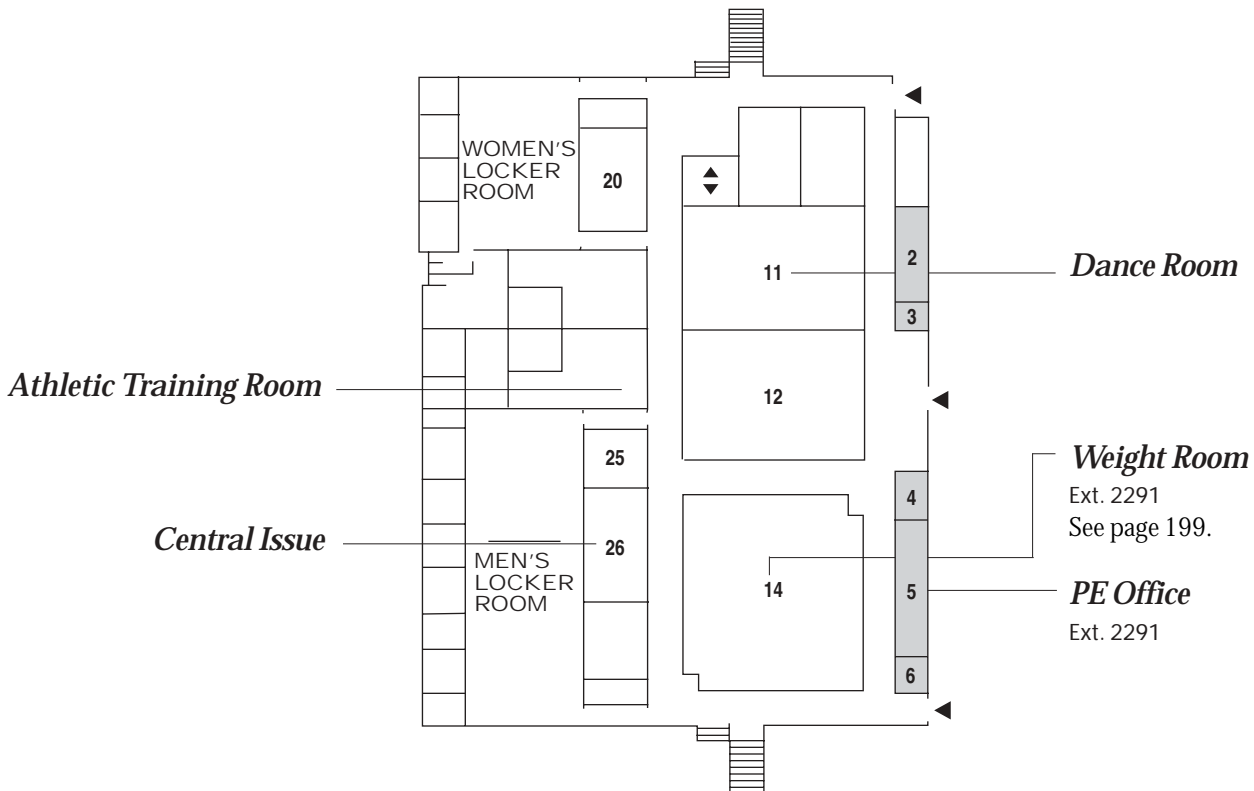 WOMEN'S
LOCKER
ROOM
20
2
11
Dance Room
3
Athletic Training Room
12
25
Weight Room
4
Ext. 2291
See page 199.
Central Issue
26
MEN'S
LOCKER
ROOM
14
5
PE Office
Ext. 2291
6